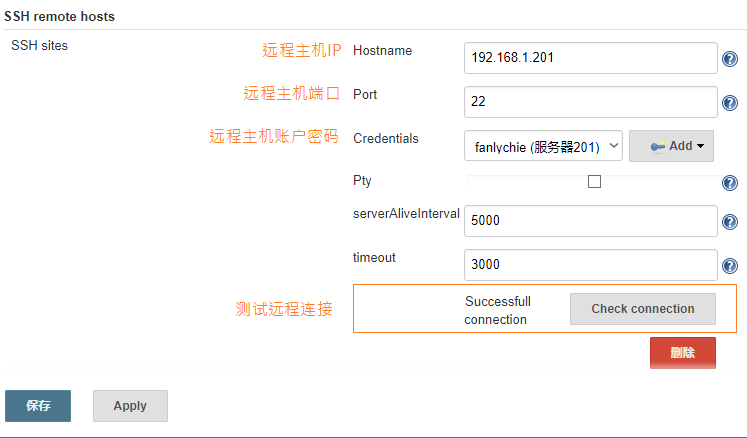 SSH remote hosts
SSH sites
远程主机IP Hostname 192.168.1.201
远程主机端口 Port 22
远程主机账户密码 Credentials fanlychie (服务器201) Add
Pty
serverAliveInterval 5000
timeout 3000
测试远程连接 Successfull connection Check connection
删除
保存 Apply